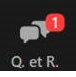 1
Q. et R.